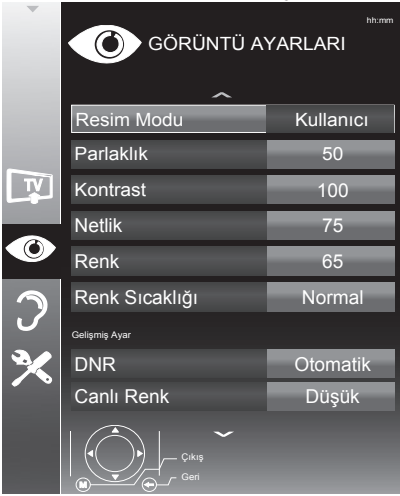 hh:mm
GÖRÜNTÜ AYARLARI
TV
Resim Modu Kullanıcı
Parlaklık 50
Kontrast 100
Netlik 75
Renk 65
Renk Sıcaklığı Normal
Gelişmiş Ayar
DNR Otomatik
Canlı Renk Düşük
Çıkış
M Geri